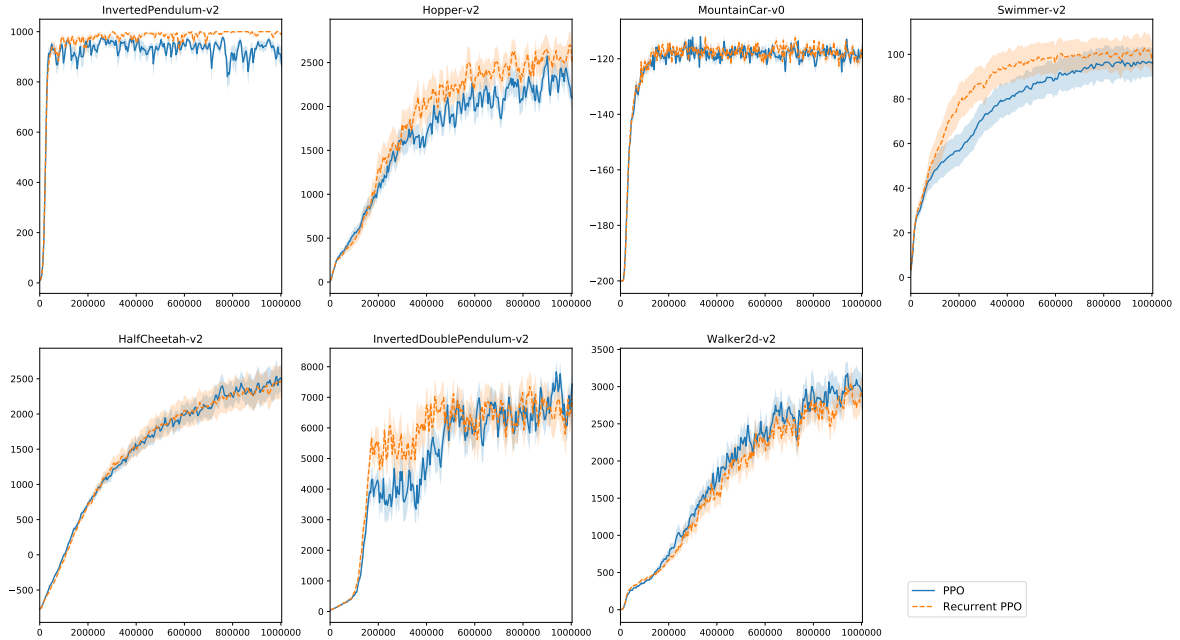 InvertedPendulum-v2
1000
800
600
400
200
0
0 200000 400000 600000 800000 1000000
Hopper-v2
2500
2000
1500
1000
500
0
0 200000 400000 600000 800000 1000000
MountainCar-v0
−120
−140
−160
−180
−200
0 200000 400000 600000 800000 1000000
Swimmer-v2
100
80
60
40
20
0
0 200000 400000 600000 800000 1000000
HalfCheetah-v2
2500
2000
1500
1000
500
0
−500
0 200000 400000 600000 800000 1000000
InvertedDoublePendulum-v2
8000
7000
6000
5000
4000
3000
2000
1000
0
0 200000 400000 600000 800000 1000000
Walker2d-v2
3500
3000
2500
2000
1500
1000
500
0
0 200000 400000 600000 800000 1000000
PPO
Recurrent PPO